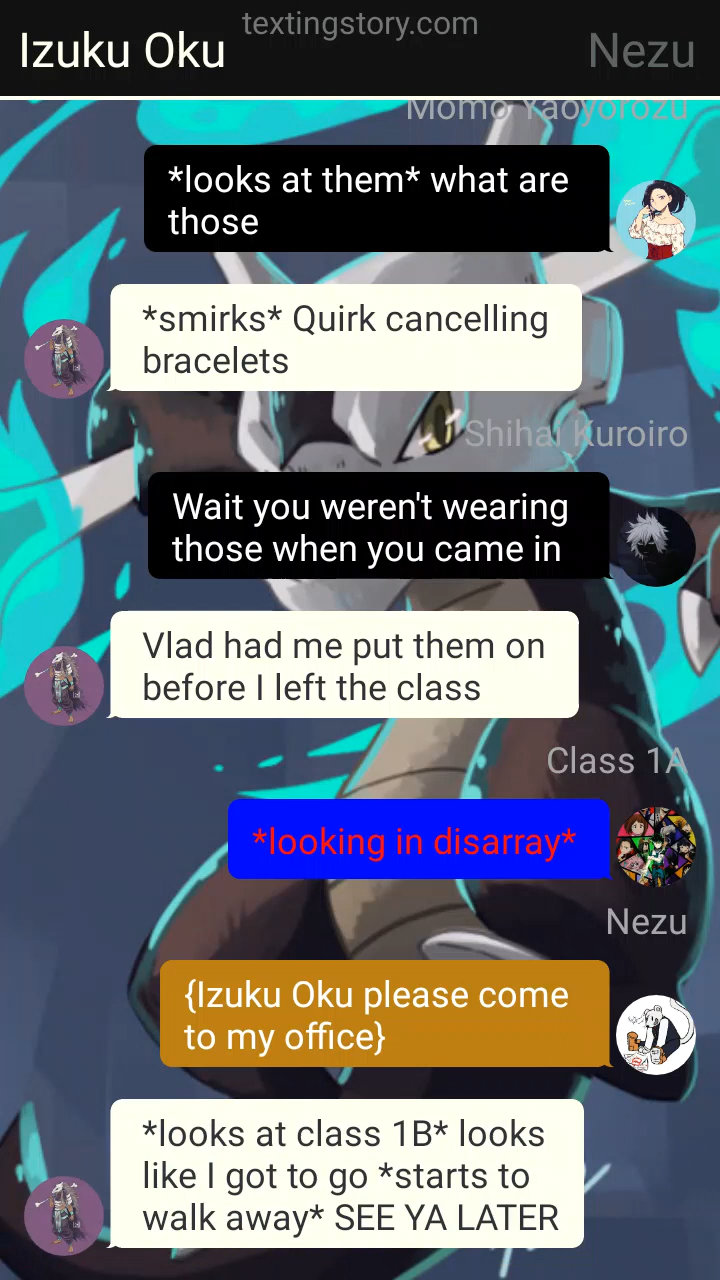 textingstory.com
Izuku Oku
Nezu
Momo Yaoyorozu
*looks at them* what are
those
*smirks* Quirk cancelling
bracelets
Shihai Kuroiro
Wait you weren't wearing
those when you came in
Vlad had me put them on
before I left the class
Class 1A
*looking in disarray*
Nezu
{Izuku Oku please come
to my office}
*looks at class 1B* looks
like I got to go *starts to
walk away* SEE YA LATER